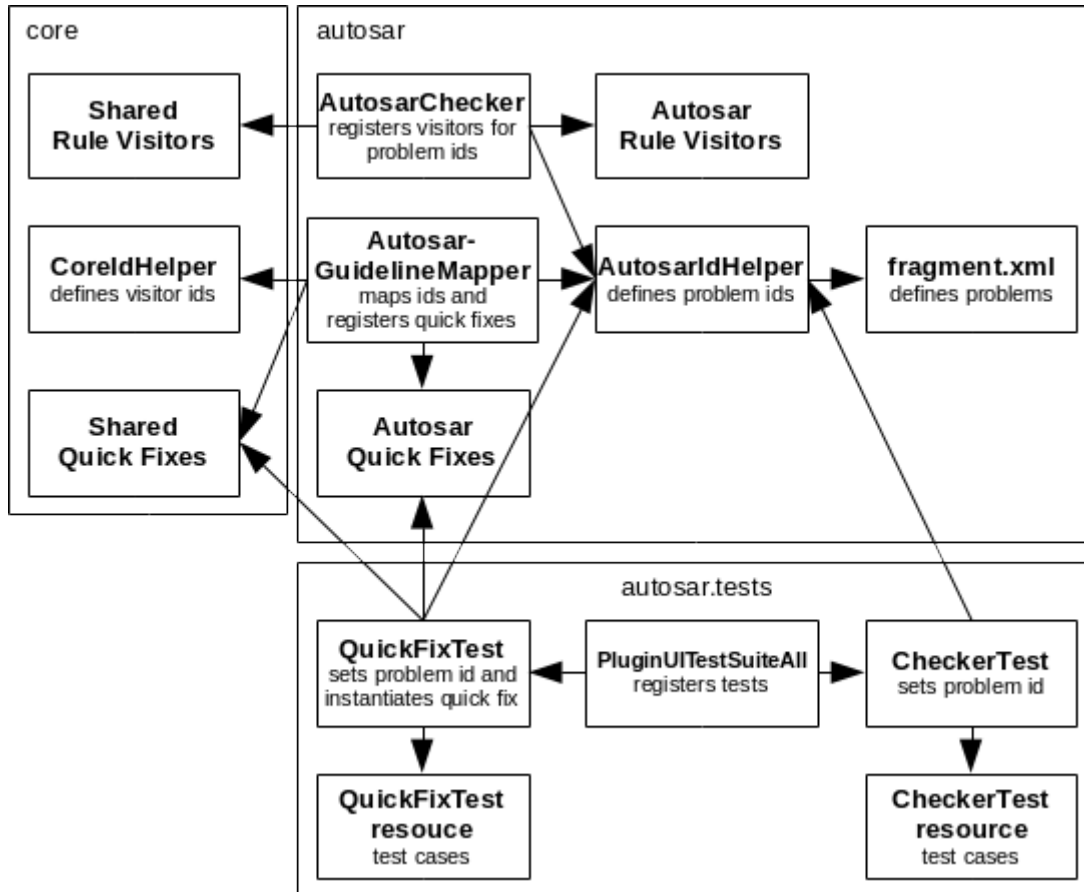 core
autosar
Shared
Rule Visitors
AutosarChecker
registers visitors for
problem ids
Autosar
Rule Visitors
CoreIdHelper
defines visitor ids
Autosar-
GuidelineMapper
maps ids and
registers quick fixes
AutosarIdHelper
defines problem ids
fragment.xml
defines problems
Shared
Quick Fixes
Autosar
Quick Fixes
autosar.tests
QuickFixTest
sets problem id and
instantiates quick fix
PluginUITestSuiteAll
registers tests
CheckerTest
sets problem id
QuickFixTest
resouce
test cases
CheckerTest
resource
test cases